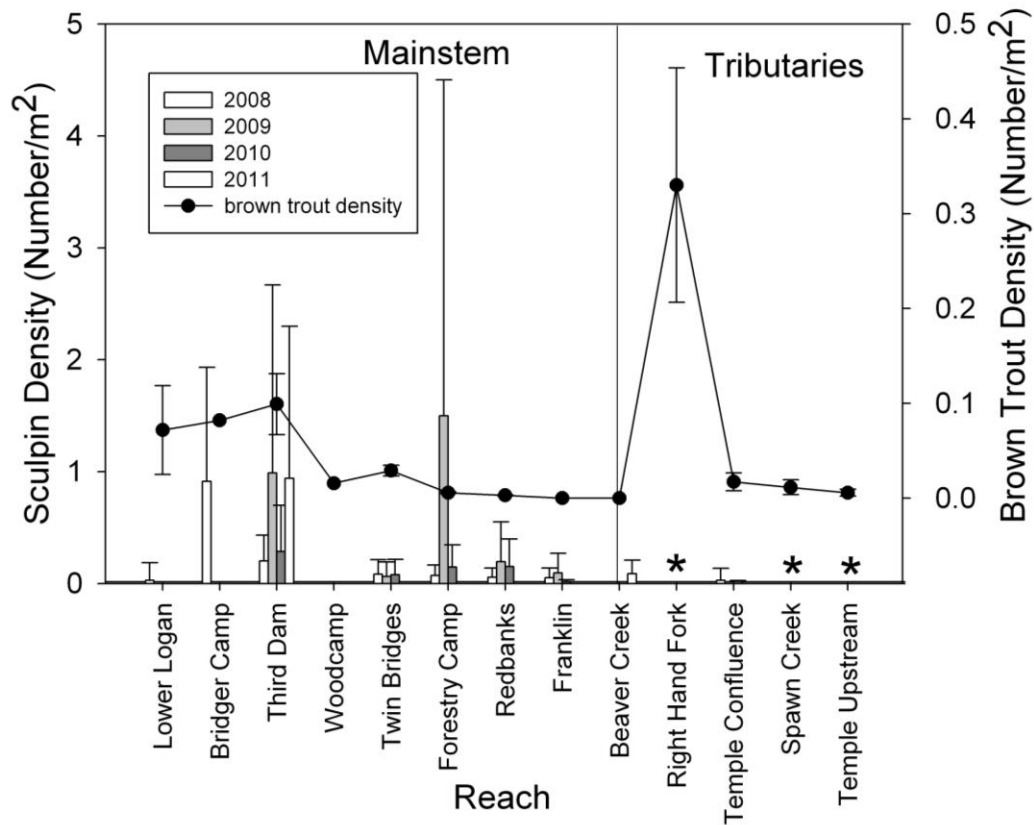 Mainstem
Tributaries
2008
2009
2010
2011
brown trout density
Sculpin Density (Number/m²)
5
4
3
2
1
0
Brown Trout Density (Number/m²)
0.5
0.4
0.3
0.2
0.1
0.0
* * *
Lower Logan
Bridger Camp
Third Dam
Woodcamp
Twin Bridges
Forestry Camp
Redbanks
Franklin
Beaver Creek
Right Hand Fork
Temple Confluence
Spawn Creek
Temple Upstream
Reach